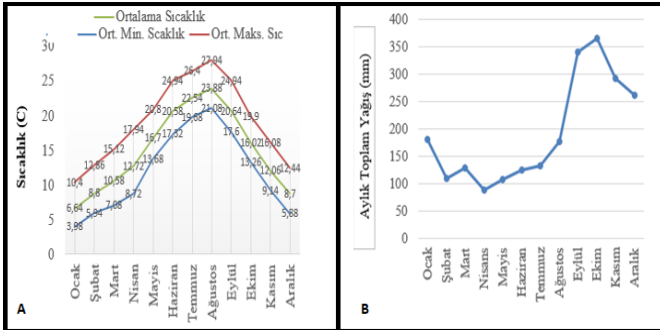 Ortalama Sıcaklık
Ort. Min. Scaklık
Ort. Maks. Sıc
Sıcaklık (C)
30
25
20
15
10
5
0
10,4
12,86
15,12
17,94
20,8
24,94
26,4
27,04
24,04
19,9
16,08
12,44
6,64
8,8
10,58
12,72
16,7
20,58
22,54
23,88
20,64
16,02
12,06
8,7
3,98
5,94
7,08
8,72
13,68
17,32
19,68
21,08
17,6
13,26
9,14
5,88
Ocak
Şubat
Mart
Nisan
Mayis
Haziran
Temmuz
Ağustos
Eylül
Ekim
Kasım
Aralık
A
Aylık Toplam Yağış (mm)
400
350
300
250
200
150
100
50
0
Ocak
Şubat
Mart
Nisans
Mayis
Haziran
Temmuz
Ağustos
Eylül
Ekim
Kasım
Aralık
B